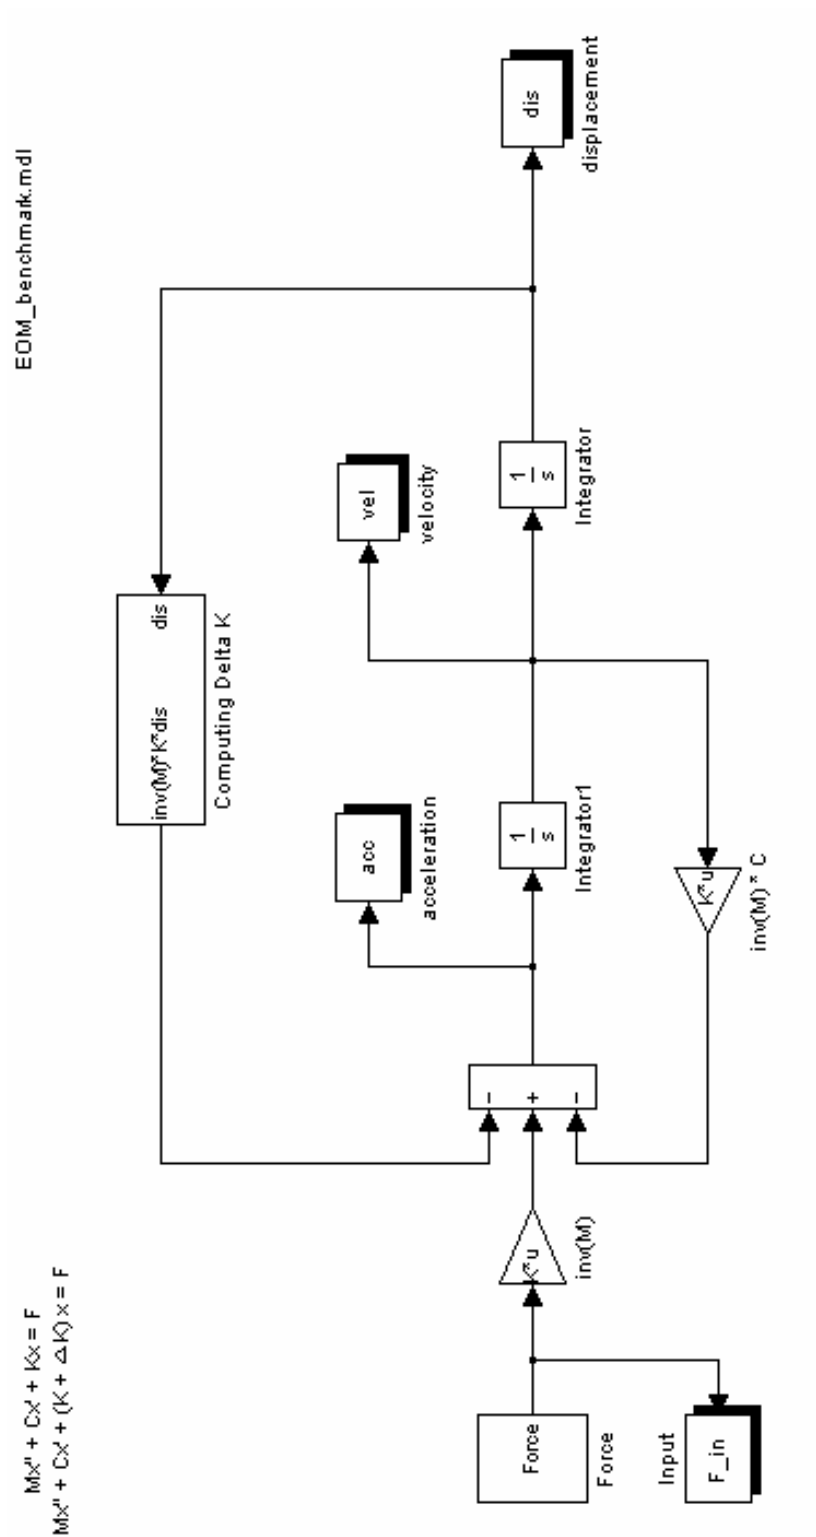 EOM_benchmark.mdl
Mx'' + Cx' + Kx = F
Mx'' + Cx' + (K + ΔK) x = F
inv(M)*K*dis
dis
Computing Delta K
acc
acceleration
vel
velocity
Force
Force
K*u
inv(M)
-
+
-
1
s
Integrator1
1
s
Integrator
dis
displacement
Input
F_in
K*u
inv(M) * C